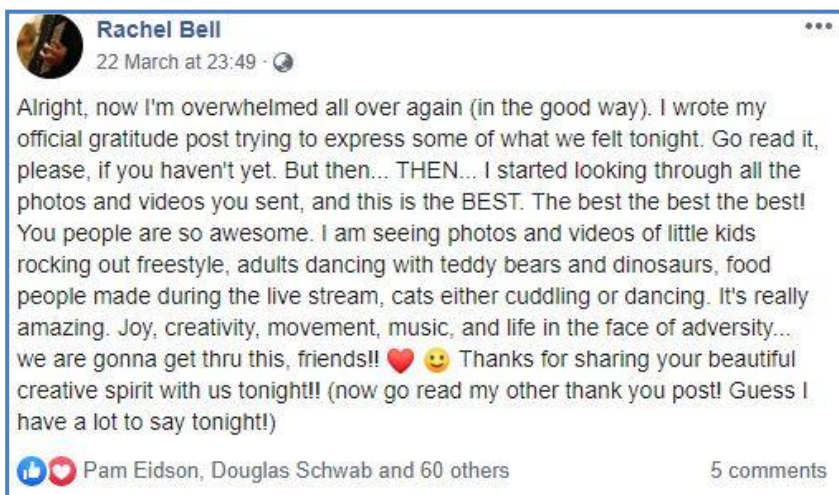 Rachel Bell
22 March at 23:49 ·
Alright, now I'm overwhelmed all over again (in the good way). I wrote my
official gratitude post trying to express some of what we felt tonight. Go read it,
please, if you haven't yet. But then... THEN... I started looking through all the
photos and videos you sent, and this is the BEST. The best the best the best!
You people are so awesome. I am seeing photos and videos of little kids
rocking out freestyle, adults dancing with teddy bears and dinosaurs, food
people made during the live stream, cats either cuddling or dancing. It's really
amazing. Joy, creativity, movement, music, and life in the face of adversity...
we are gonna get thru this, friends!! ❤️ 🙂 Thanks for sharing your beautiful
creative spirit with us tonight!! (now go read my other thank you post! Guess I
have a lot to say tonight!)
Pam Eidson, Douglas Schwab and 60 others 5 comments